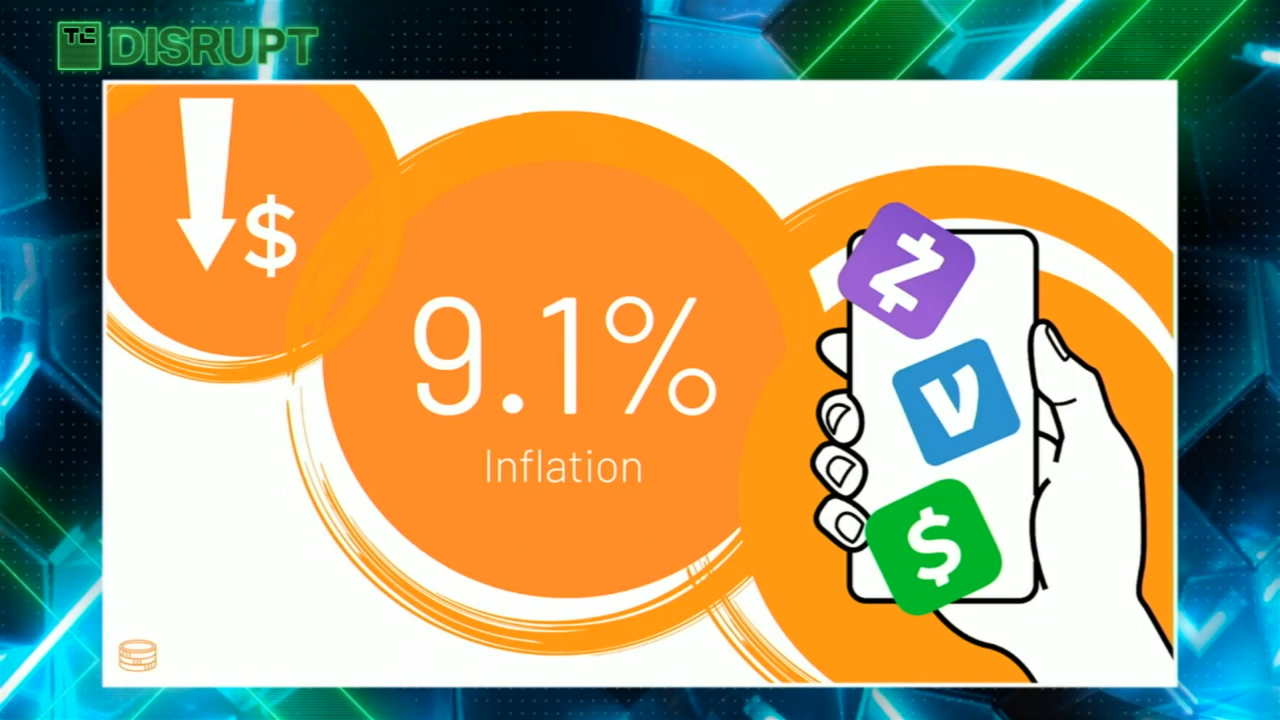 TC DISRUPT
$
9.1%
Inflation
Z
V
$